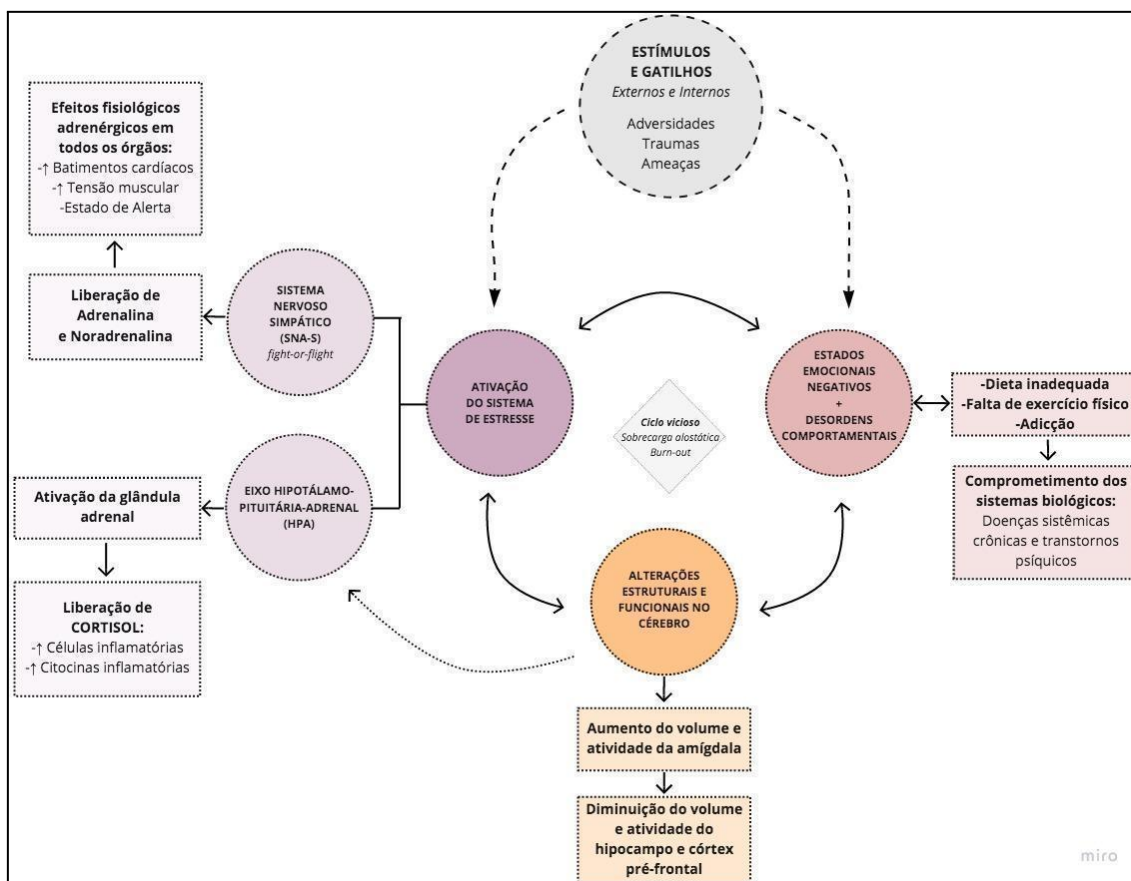 ESTÍMULOS
E GATILHOS
Externos e Internos
Adversidades
Traumas
Ameaças
Efeitos fisiológicos
adrenérgicos em
todos os órgãos:
-↑ Batimentos cardíacos
-↑ Tensão muscular
-Estado de Alerta
Liberação de
Adrenalina
e Noradrenalina
SISTEMA
NERVOSO
SIMPÁTICO
(SNA-S)
fight-or-flight
ATIVAÇÃO
DO SISTEMA
DE ESTRESSE
Ciclo vicioso
Sobrecarga alostática
Burn-out
ESTADOS
EMOCIONAIS
NEGATIVOS
+
DESORDENS
COMPORTAMENTAIS
-Dieta inadequada
-Falta de exercício físico
-Adicção
Comprometimento dos
sistemas biológicos:
Doenças sistêmicas
crônicas e transtornos
psíquicos
Ativação da glândula
adrenal
EIXO HIPOTÁLAMO-
PITUITÁRIA-ADRENAL
(HPA)
Liberação de
CORTISOL:
-↑ Células inflamatórias
-↑ Citocinas inflamatórias
ALTERAÇÕES
ESTRUTURAIS E
FUNCIONAIS NO
CÉREBRO
Aumento do volume e
atividade da amígdala
Diminuição do volume
e atividade do
hipocampo e córtex
pré-frontal
miro